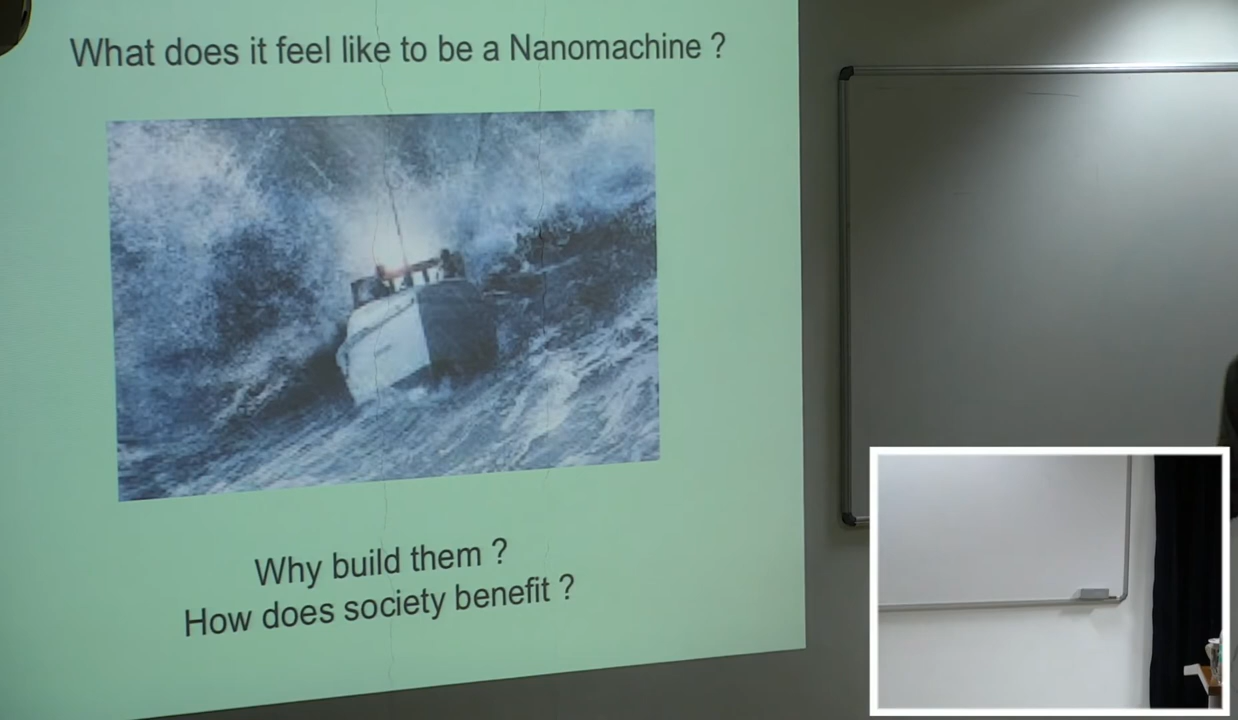 What does it feel like to be a Nanomachine ?
Why build them ?
How does society benefit ?